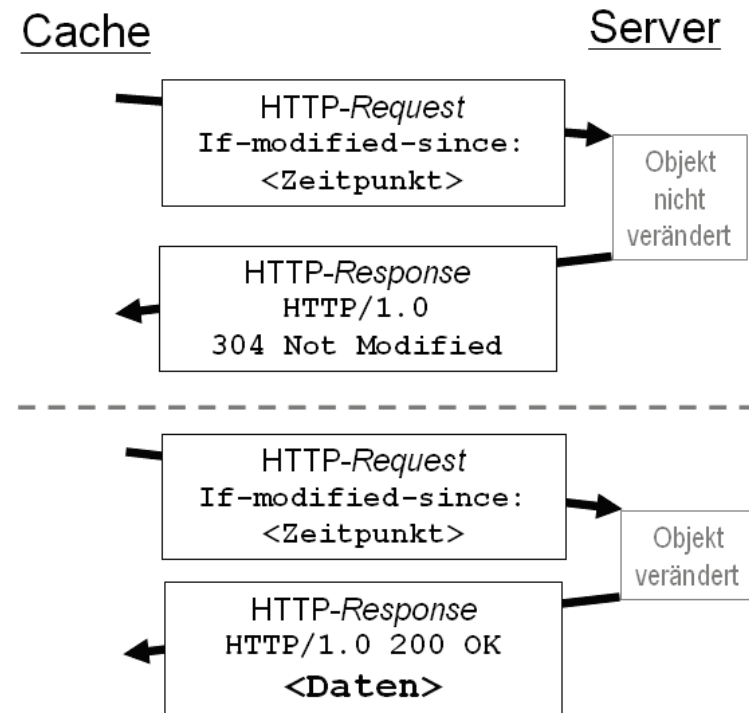 Cache
Server
HTTP-Request
If-modified-since:
<Zeitpunkt>
Objekt
nicht
verändert
HTTP-Response
HTTP/1.0
304 Not Modified
HTTP-Request
If-modified-since:
<Zeitpunkt>
Objekt
verändert
HTTP-Response
HTTP/1.0 200 OK
<Daten>